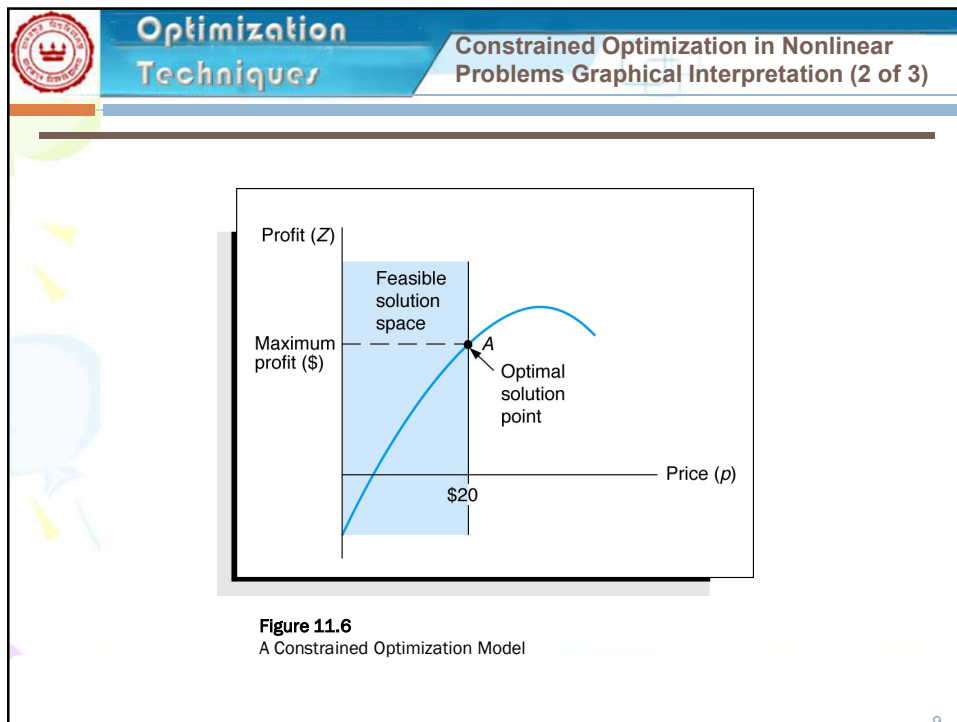 Optimization
Techniques
Constrained Optimization in Nonlinear
Problems Graphical Interpretation (2 of 3)
Profit (Z)
Feasible
solution
space
Maximum
profit ($)
A
Optimal
solution
point
Price (p)
$20
Figure 11.6
A Constrained Optimization Model
9